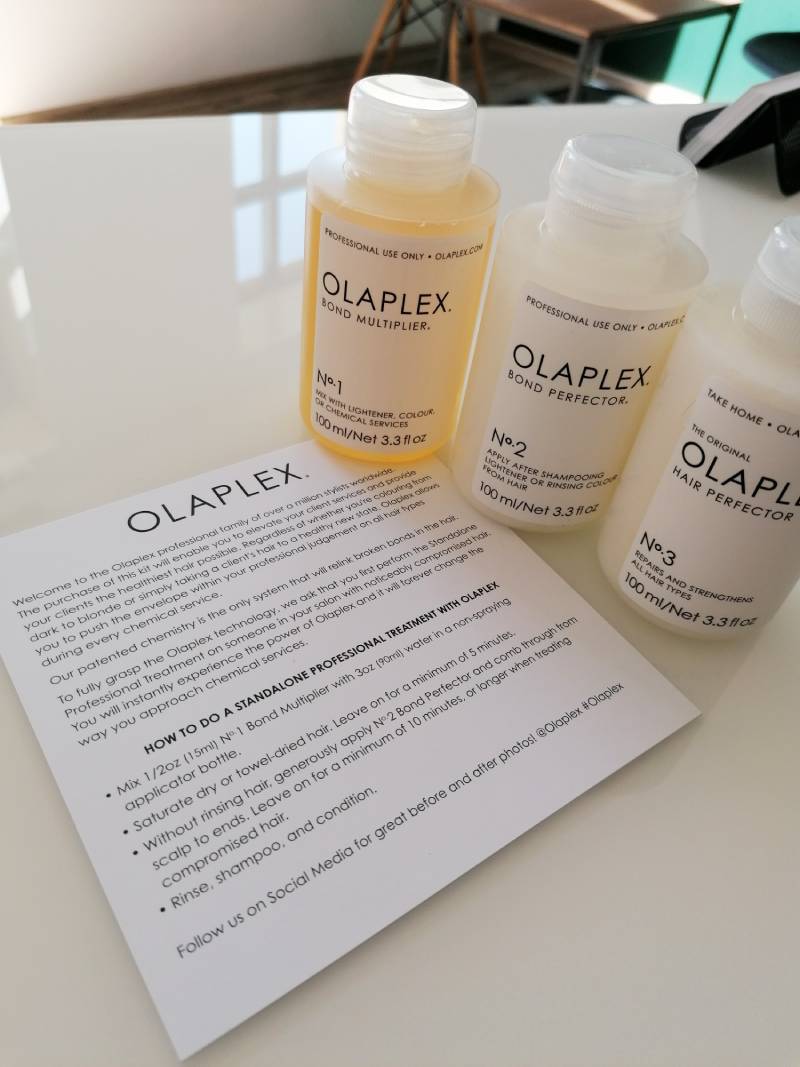 PROFESSIONAL USE ONLY • OLAPLEX.COM
OLAPLEX.
BOND MULTIPLIER.
Nº.1
MIX WITH LIGHTENER, COLOUR,
OR CHEMICAL SERVICES
100 ml/Net 3.3 fl oz
PROFESSIONAL USE ONLY • OLAPLEX.C
OLAPLEX.
BOND PERFECTOR.
Nº.2
APPLY AFTER SHAMPOOING
LIGHTENER OR RINSING COLOUR
FROM HAIR
100 ml/Net 3.3 fl oz
TAKE HOME • OLA
THE ORIGINAL
OLAPLE
HAIR PERFECTOR
Nº.3
REPAIRS AND STRENGTHENS
ALL HAIR TYPES
100 ml/Net 3.3 fl oz
OLAPLEX.
Welcome to the Olaplex professional family of over a million stylists worldwide.
The purchase of this kit will enable you to elevate your client services and provide
your clients the healthiest hair possible. Regardless of whether you're colouring from
dark to blonde or simply taking a client's hair to a healthy new state, Olaplex allows
you to push the envelope within your professional judgement on all hair types
during every chemical service.
Our patented chemistry is the only system that will relink broken bonds in the hair.
To fully grasp the Olaplex technology, we ask that you first perform the Standalone
Professional Treatment on someone in your salon with noticeably compromised hair.
You will instantly experience the power of Olaplex and it will forever change the
way you approach chemical services.
HOW TO DO A STANDALONE PROFESSIONAL TREATMENT WITH OLAPLEX
• Mix 1/2oz (15ml) Nº.1 Bond Multiplier with 3oz (90ml) water in a non-spraying
applicator bottle.
• Saturate dry or towel-dried hair. Leave on for a minimum of 5 minutes.
• Without rinsing hair, generously apply Nº.2 Bond Perfector and comb through from
scalp to ends. Leave on for a minimum of 10 minutes, or longer when treating
compromised hair.
• Rinse, shampoo, and condition.
Follow us on Social Media for great before and after photos! @Olaplex #Olaplex